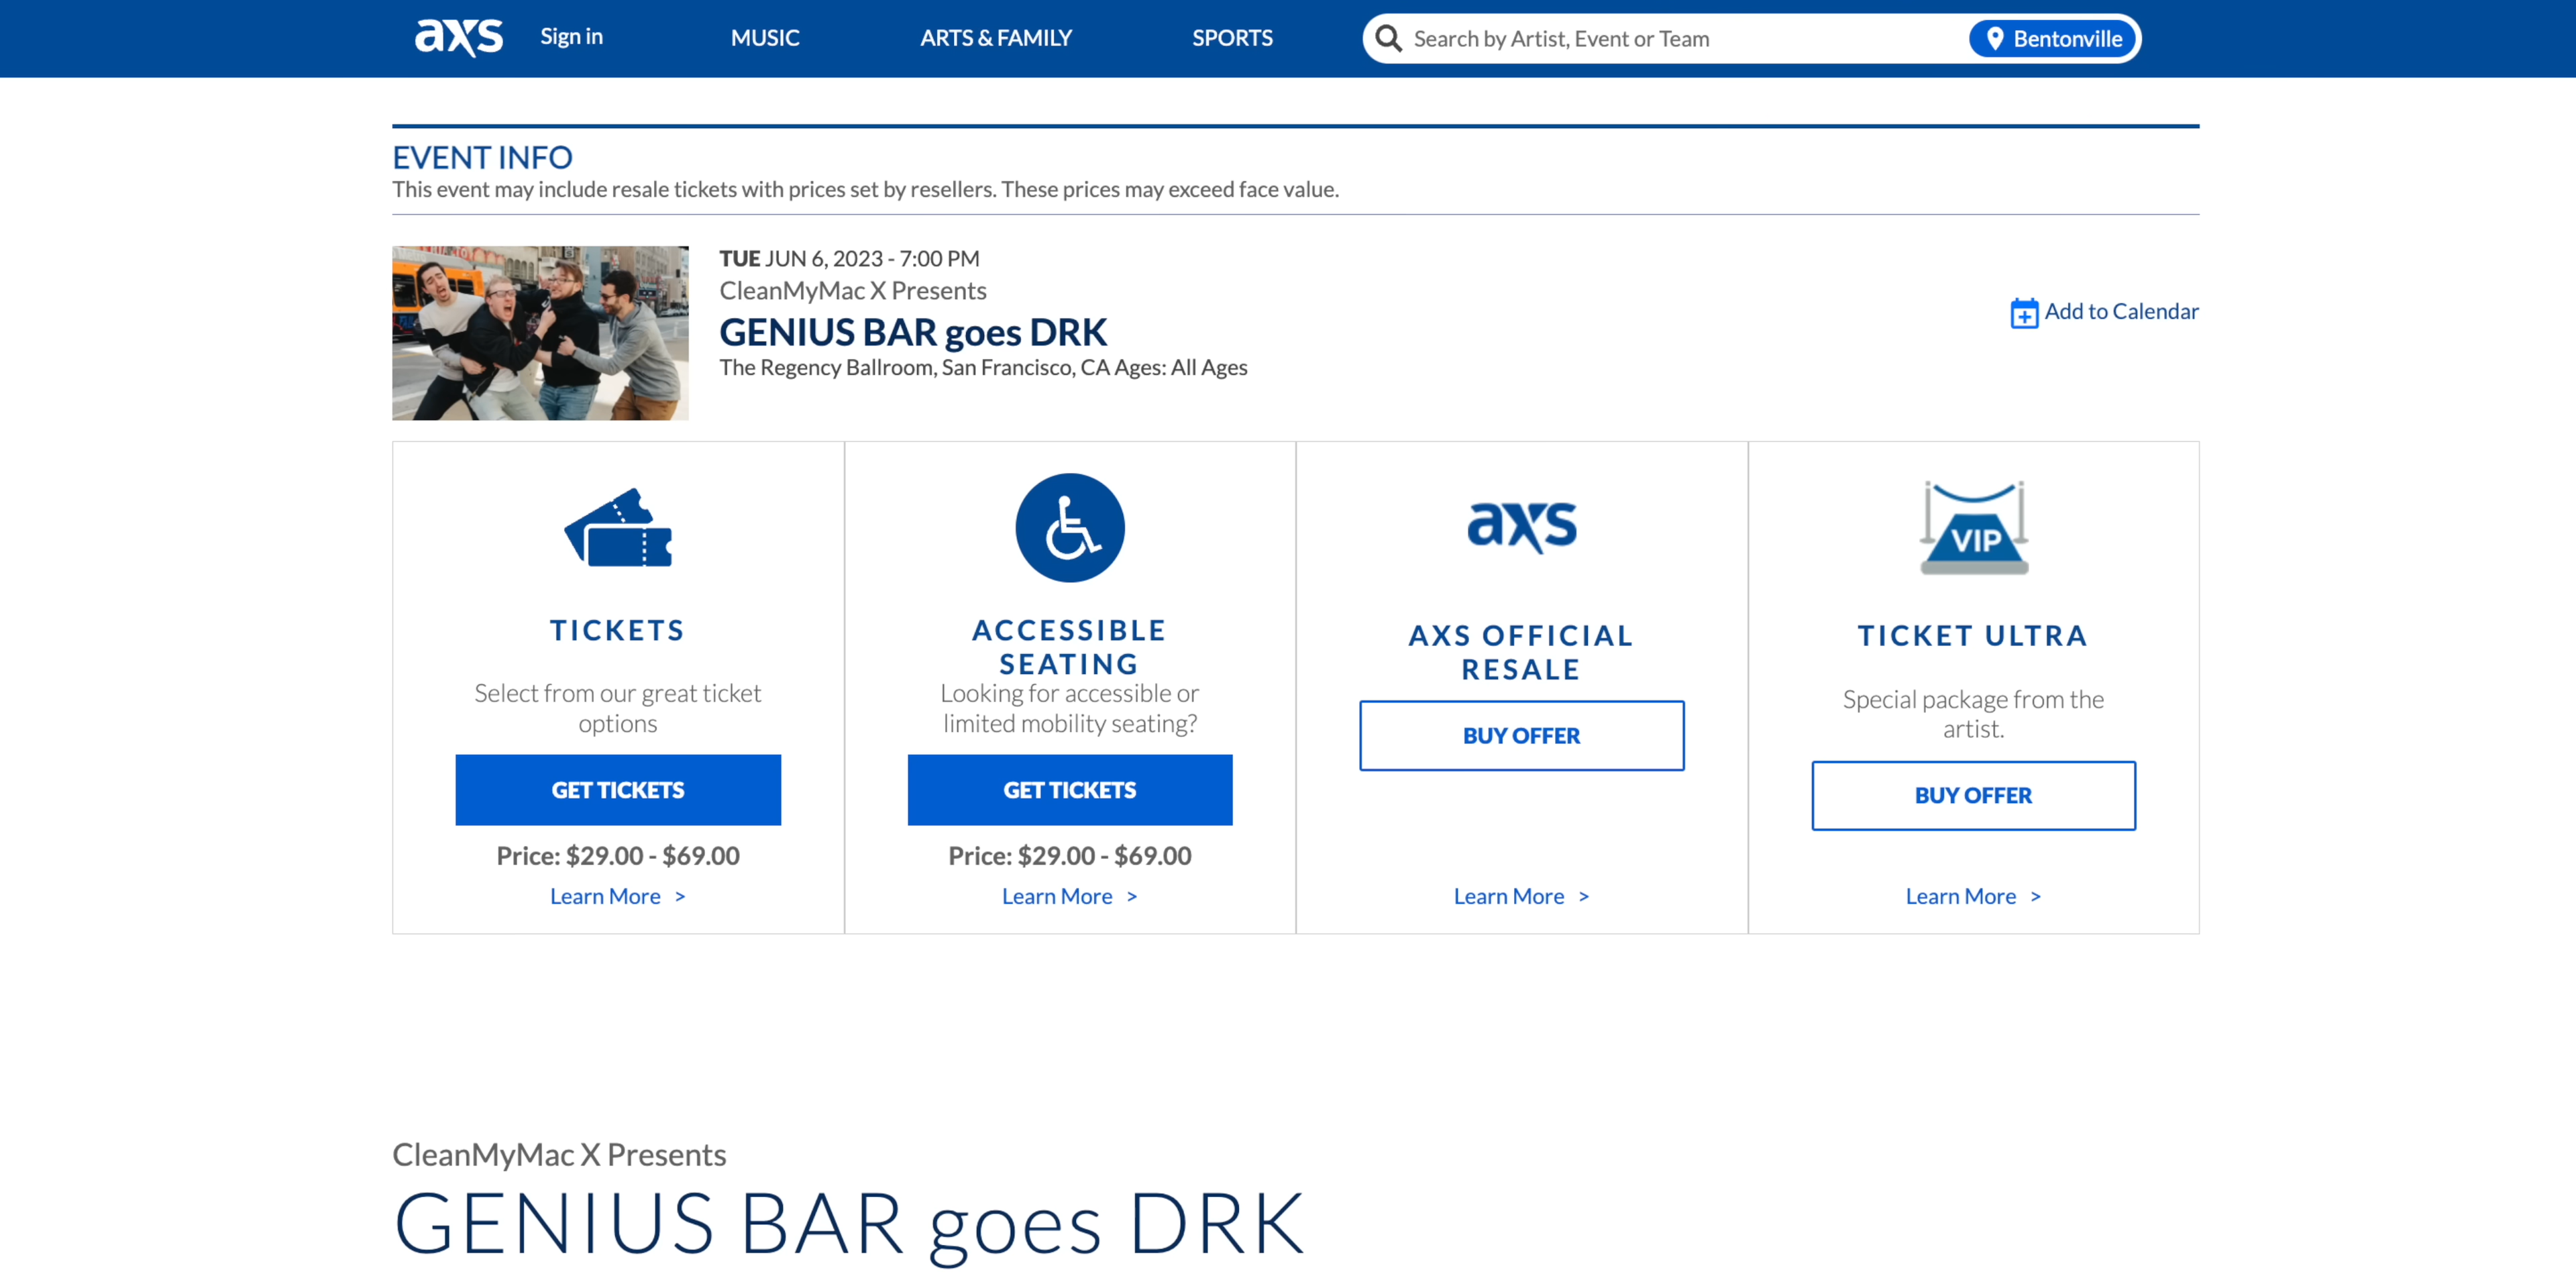 axs
Sign in
MUSIC
ARTS & FAMILY
SPORTS
Search by Artist, Event or Team
Bentonville
EVENT INFO
This event may include resale tickets with prices set by resellers. These prices may exceed face value.
TUE JUN 6, 2023 - 7:00 PM
CleanMyMac X Presents
GENIUS BAR goes DRK
The Regency Ballroom, San Francisco, CA Ages: All Ages
Add to Calendar
TICKETS
Select from our great ticket
options
GET TICKETS
Price: $29.00 - $69.00
Learn More >
ACCESSIBLE
SEATING
Looking for accessible or
limited mobility seating?
GET TICKETS
Price: $29.00 - $69.00
Learn More >
axs
AXS OFFICIAL
RESALE
BUY OFFER
Learn More >
VIP
TICKET ULTRA
Special package from the
artist.
BUY OFFER
Learn More >
CleanMyMac X Presents
GENIUS BAR goes DRK